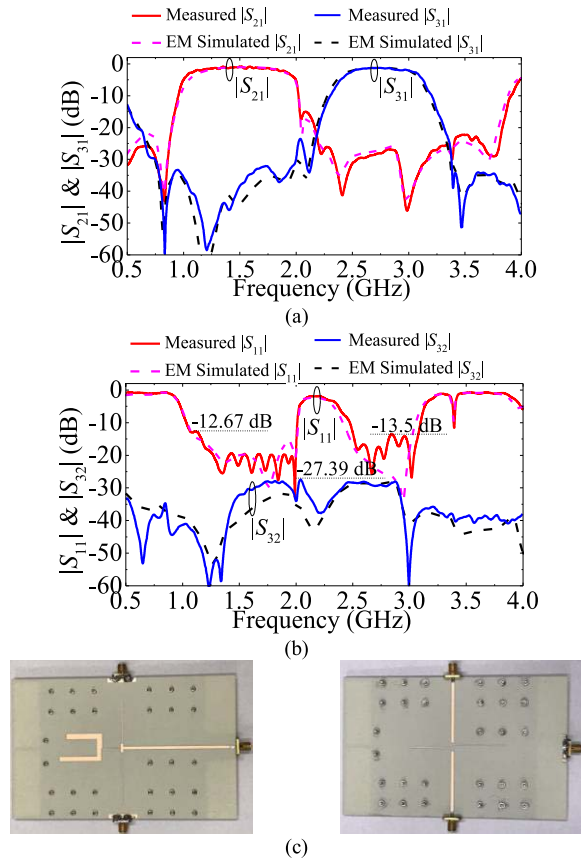 Measured |S21| Measured |S31|
EM Simulated |S21| EM Simulated |S31|
0
-10
-20
-30
-40
-50
-60
|S21| & |S31| (dB)
|S21|
|S31|
0.5 1.0 1.5 2.0 2.5 3.0 3.5 4.0
Frequency (GHz)
(a)
Measured |S11| Measured |S32|
EM Simulated |S11| EM Simulated |S32|
0
-10
-20
-30
-40
-50
-60
|S11| & |S32| (dB)
-12.67 dB
|S11|
-13.5 dB
-27.39 dB
|S32|
0.5 1.0 1.5 2.0 2.5 3.0 3.5 4.0
Frequency (GHz)
(b)
(c)